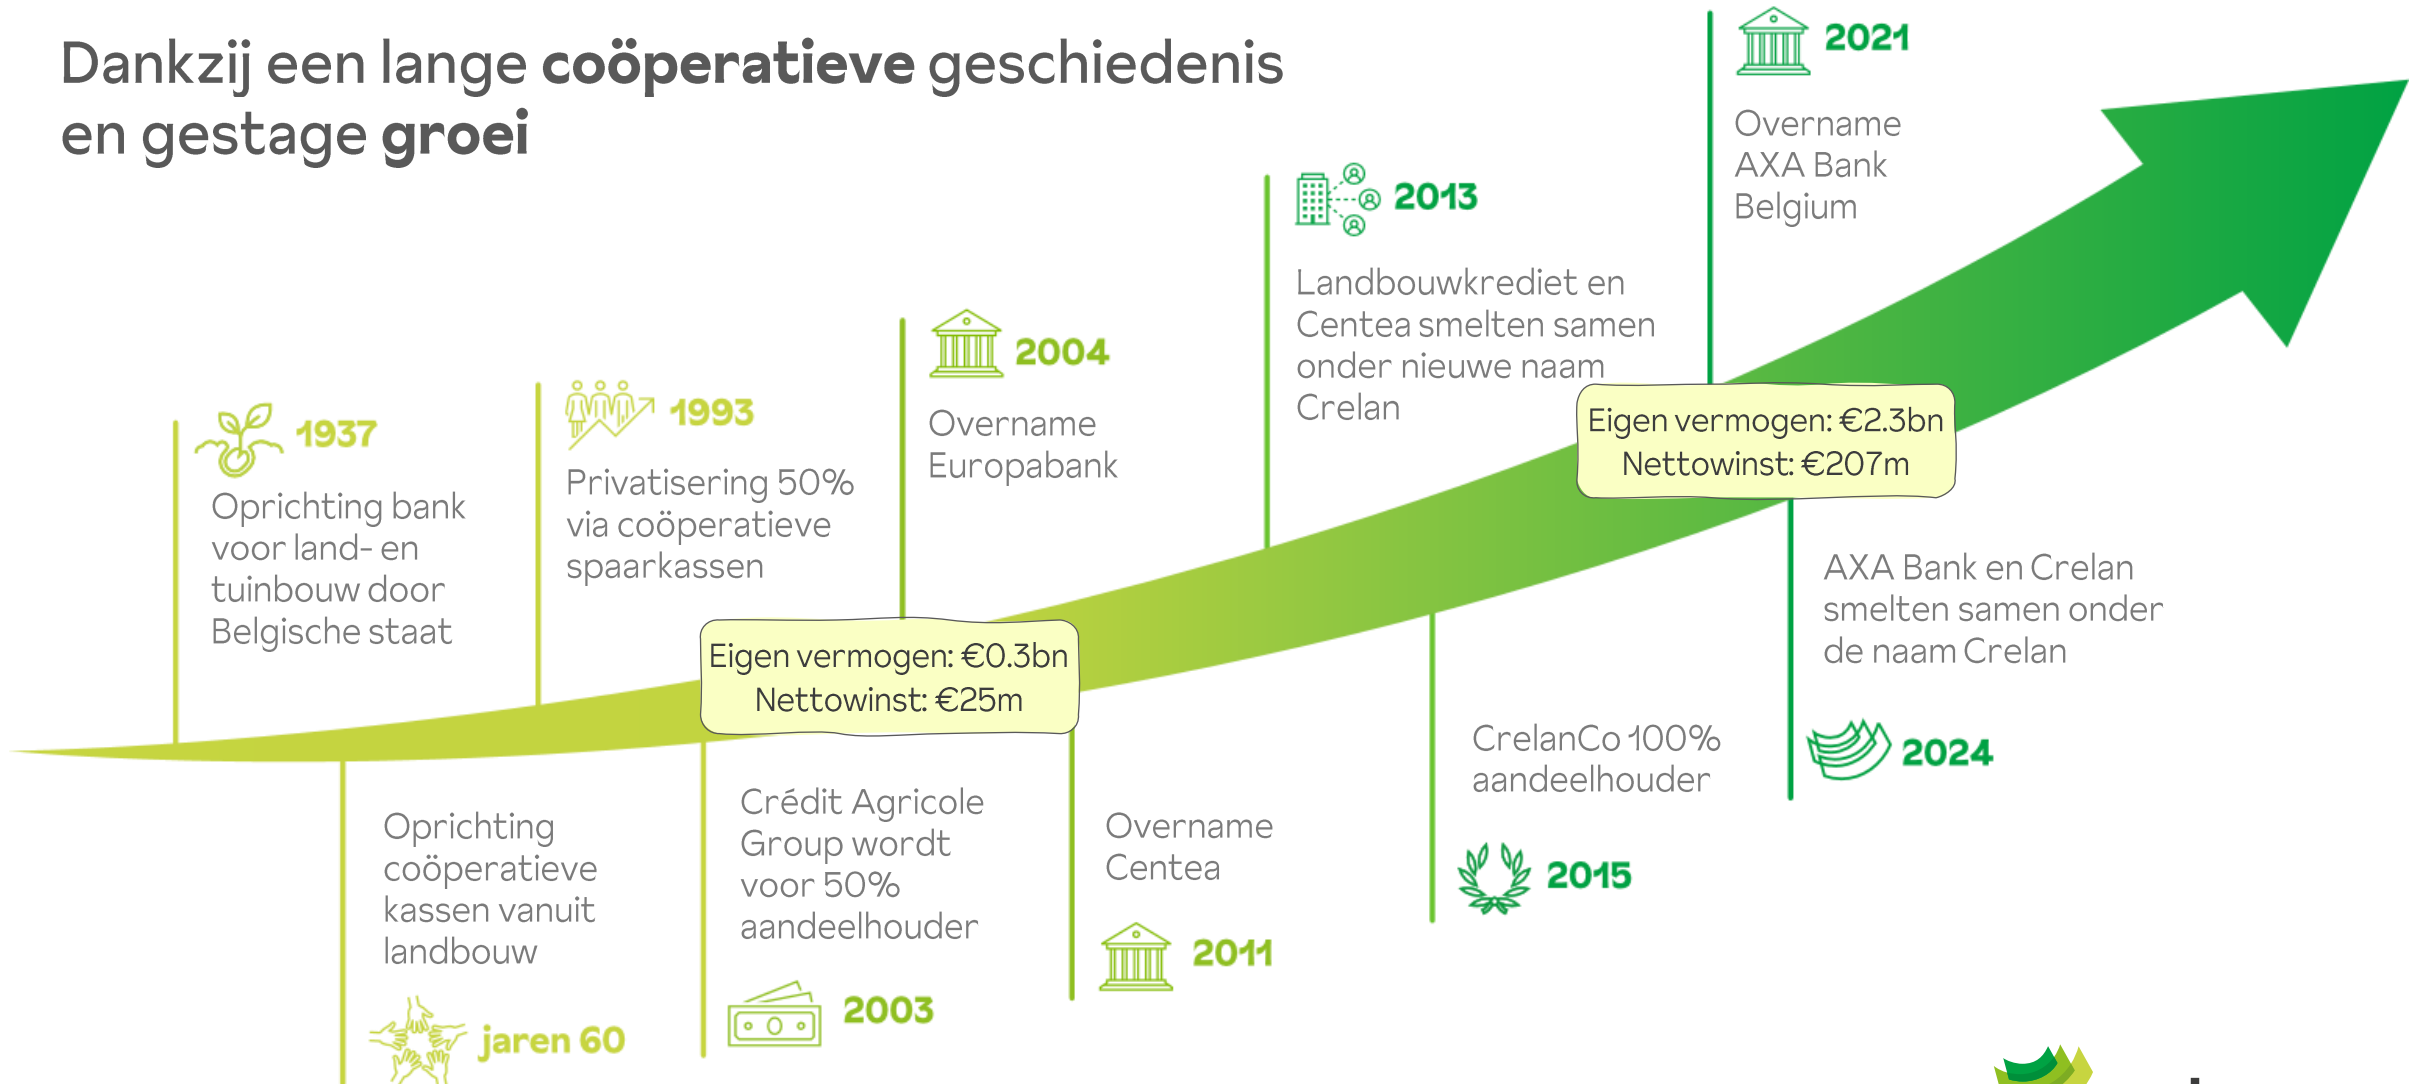 Dankzij een lange coöperatieve geschiedenis
en gestage groei
1937
Oprichting bank
voor land- en
tuinbouw door
Belgische staat
Oprichting
coöperatieve
kassen vanuit
landbouw
jaren 60
1993
Privatisering 50%
via coöperatieve
spaarkassen
Crédit Agricole
Group wordt
voor 50%
aandeelhouder
2003
2004
Overname
Europabank
Eigen vermogen: €0.3bn
Nettowinst: €25m
Overname
Centea
2011
2013
Landbouwkrediet en
Centea smelten samen
onder nieuwe naam
Crelan
CrelanCo 100%
aandeelhouder
2015
2021
Overname
AXA Bank
Belgium
Eigen vermogen: €2.3bn
Nettowinst: €207m
AXA Bank en Crelan
smelten samen onder
de naam Crelan
2024